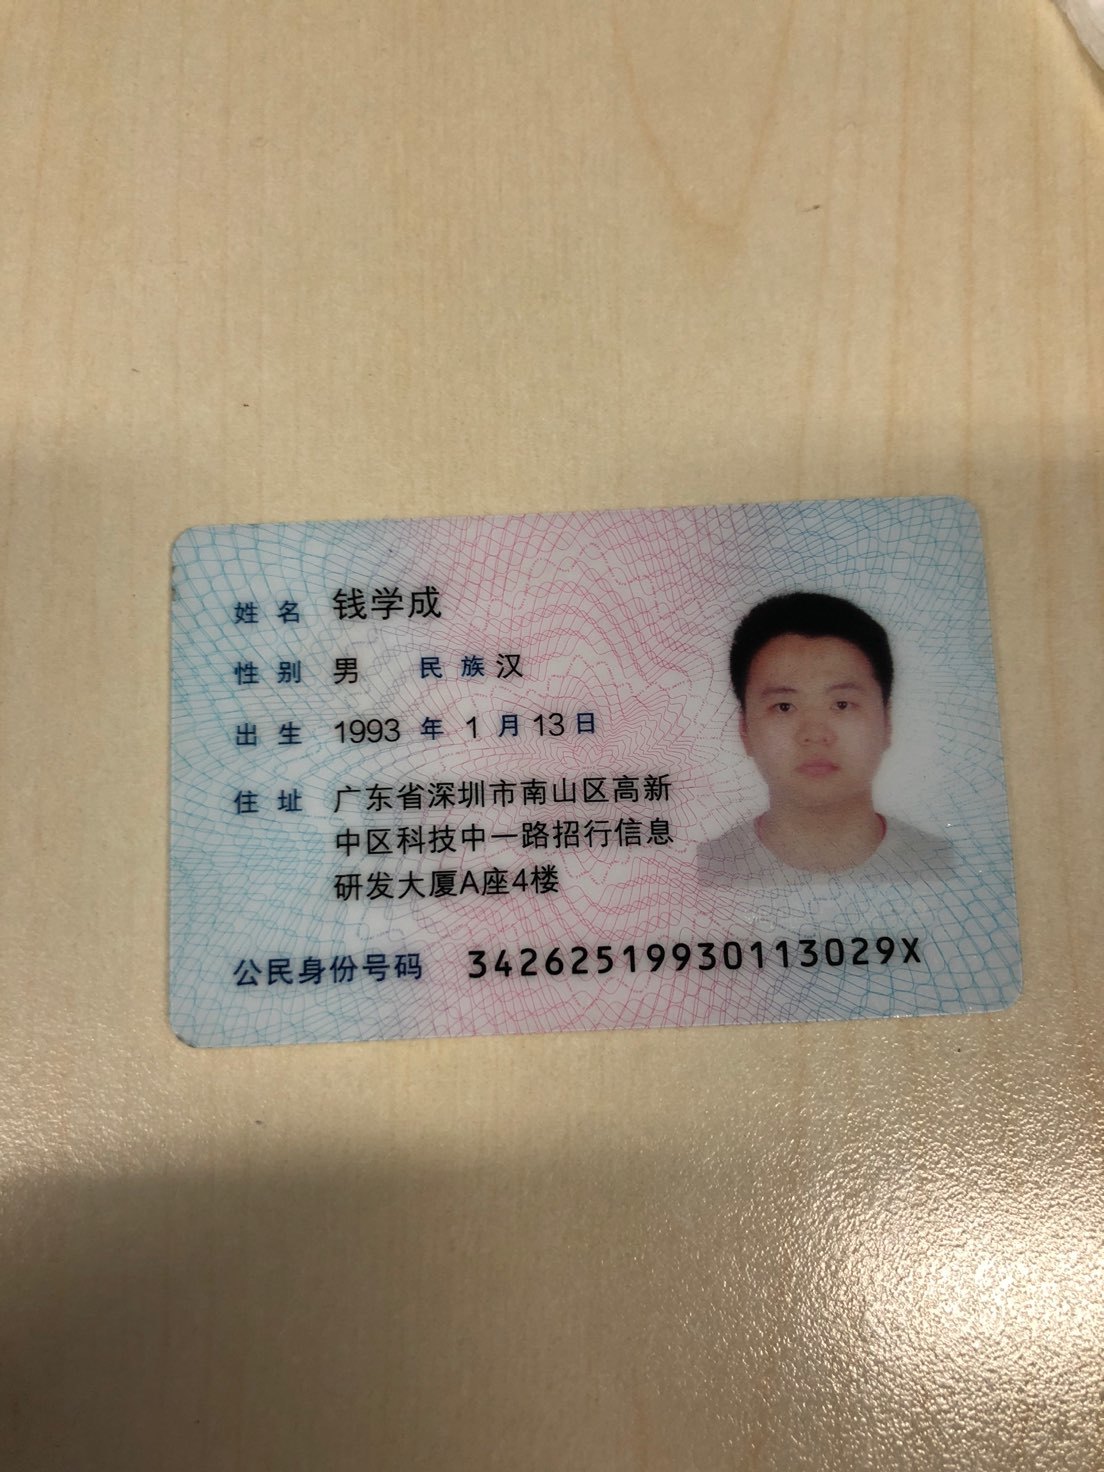 姓名 钱学成
性别 男 民族 汉
出生 1993 年 1 月 13 日
住址 广东省深圳市南山区高新
中区科技中一路招行信息
研发大厦A座4楼
公民身份号码 34262519930113029X